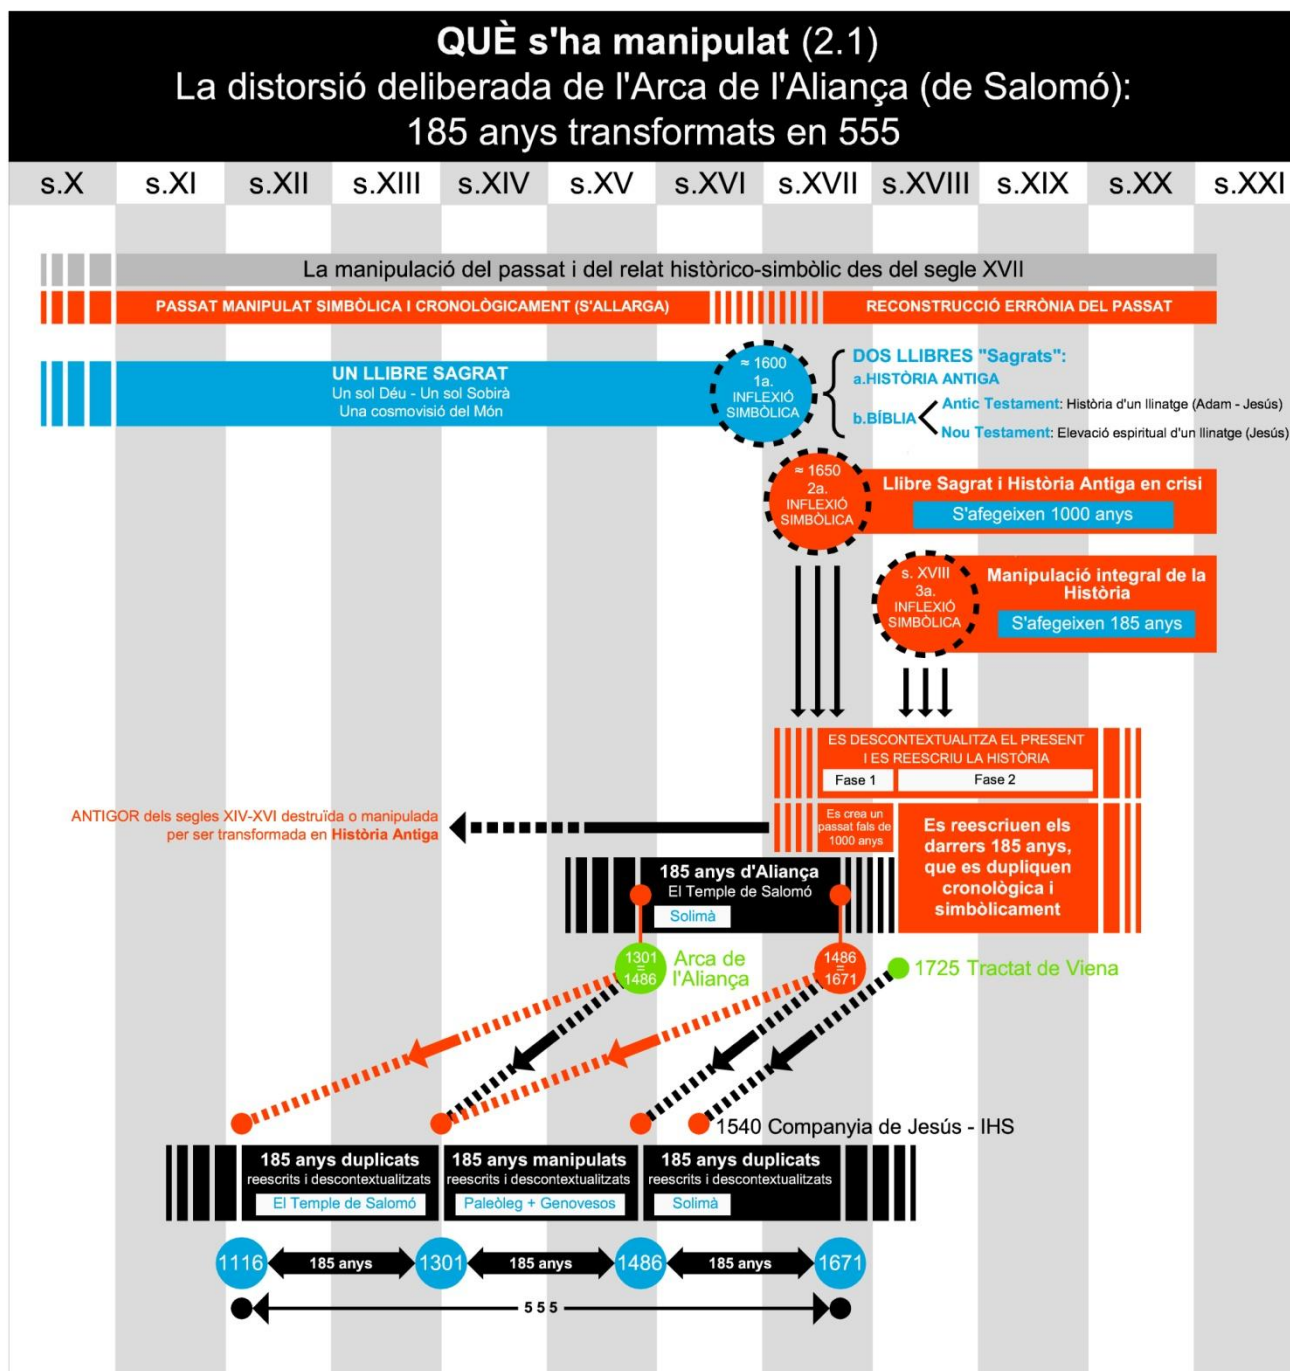 QUÈ s'ha manipulat (2.1)
La distorsió deliberada de l'Arca de l'Aliança (de Salomó):
185 anys transformats en 555
s.X s.XI s.XII s.XIII s.XIV s.XV s.XVI s.XVII s.XVIII s.XIX s.XX s.XXI
La manipulació del passat i del relat històrico-simbòlic des del segle XVII
PASSAT MANIPULAT SIMBÒLICA I CRONOLÒGICAMENT (S'ALLARGA)
RECONSTRUCCIÓ ERRÒNIA DEL PASSAT
UN LLIBRE SAGRAT
Un sol Déu - Un sol Sobirà
Una cosmovisió del Món
≈ 1600
1a.
INFLEXIÓ
SIMBÒLICA
DOS LLIBRES "Sagrats":
a.HISTÒRIA ANTIGA
b.BÍBLIA
Antic Testament: Història d'un llinatge (Adam - Jesús)
Nou Testament: Elevació espiritual d'un llinatge (Jesús)
≈ 1650
2a.
INFLEXIÓ
SIMBÒLICA
Llibre Sagrat i Història Antiga en crisi
S'afegeixen 1000 anys
s. XVIII
3a.
INFLEXIÓ
SIMBÒLICA
Manipulació integral de la
Història
S'afegeixen 185 anys
ES DESCONTEXTUALITZA EL PRESENT
I ES REESCRIU LA HISTÒRIA
Fase 1
Fase 2
ANTIGOR dels segles XIV-XVI destruïda o manipulada
per ser transformada en Història Antiga
Es crea un
passat fals de
1000 anys
Es reescriuen els
darrers 185 anys,
que es dupliquen
cronològica i
simbòlicament
185 anys d'Aliança
El Temple de Salomó
Solimà
1301
=
1486
Arca de
l'Aliança
1486
=
1671
1725 Tractat de Viena
1540 Companyia de Jesús - IHS
185 anys duplicats
reescrits i descontextualitzats
El Temple de Salomó
185 anys manipulats
reescrits i descontextualitzats
Paleòleg + Genovesos
185 anys duplicats
reescrits i descontextualitzats
Solimà
1116 185 anys 1301 185 anys 1486 185 anys 1671
5 5 5